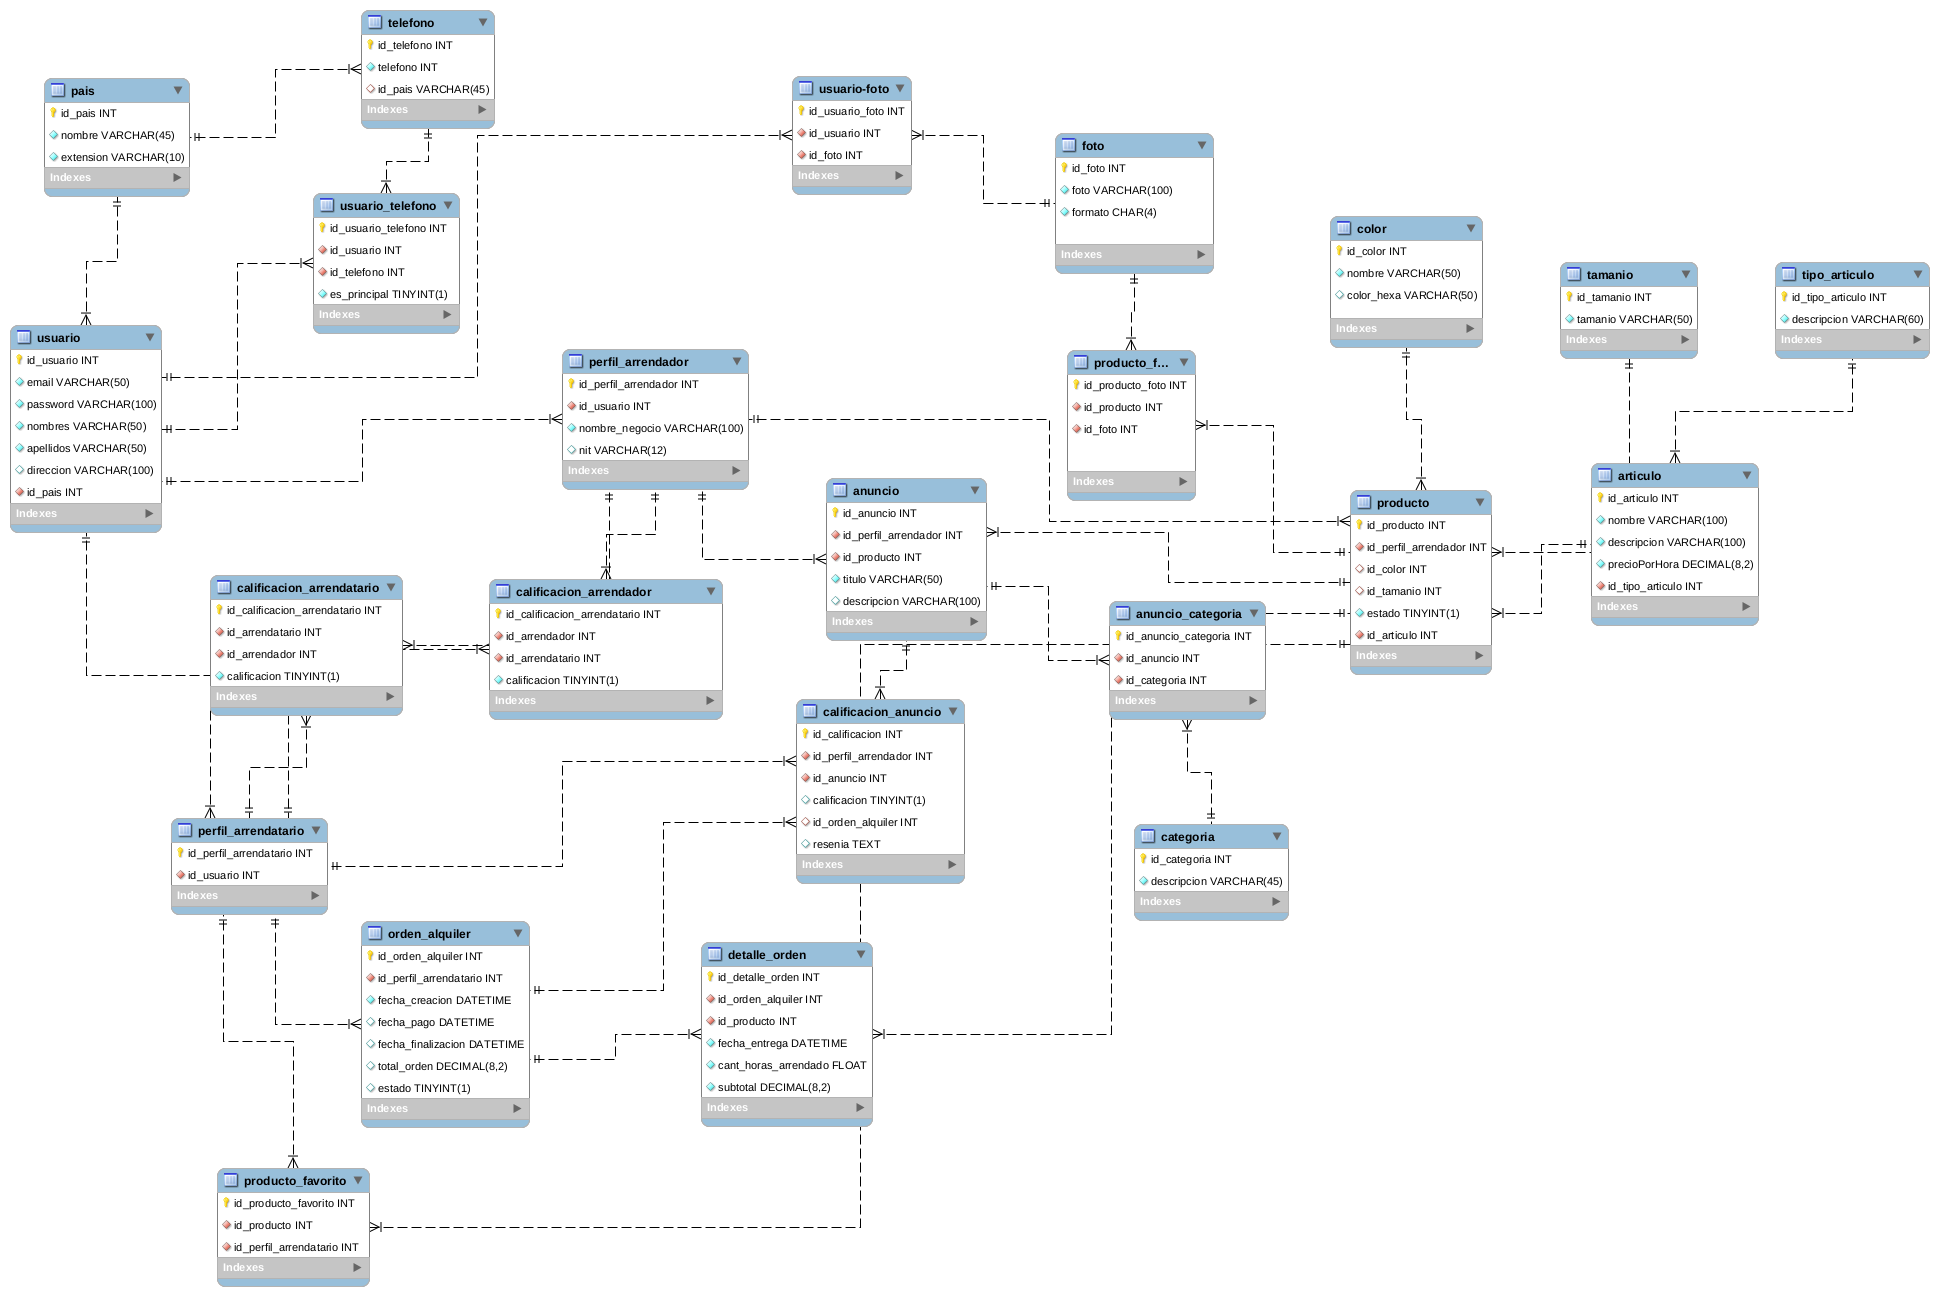 telefono
id_telefono INT
telefono INT
id_pais VARCHAR(45)
Indexes
pais
id_pais INT
nombre VARCHAR(45)
extension VARCHAR(10)
Indexes
usuario-foto
id_usuario_foto INT
id_usuario INT
id_foto INT
Indexes
foto
id_foto INT
foto VARCHAR(100)
formato CHAR(4)
Indexes
usuario_telefono
id_usuario_telefono INT
id_usuario INT
id_telefono INT
es_principal TINYINT(1)
Indexes
color
id_color INT
nombre VARCHAR(50)
color_hexa VARCHAR(50)
Indexes
tamanio
id_tamanio INT
tamanio VARCHAR(50)
Indexes
tipo_articulo
id_tipo_articulo INT
descripcion VARCHAR(60)
Indexes
usuario
id_usuario INT
email VARCHAR(50)
password VARCHAR(100)
nombres VARCHAR(50)
apellidos VARCHAR(50)
direccion VARCHAR(100)
id_pais INT
Indexes
perfil_arrendador
id_perfil_arrendador INT
id_usuario INT
nombre_negocio VARCHAR(100)
nit VARCHAR(12)
Indexes
producto_f...
id_producto_foto INT
id_producto INT
id_foto INT
Indexes
anuncio
id_anuncio INT
id_perfil_arrendador INT
id_producto INT
titulo VARCHAR(50)
descripcion VARCHAR(100)
Indexes
producto
id_producto INT
id_perfil_arrendador INT
id_color INT
id_tamanio INT
estado TINYINT(1)
id_articulo INT
Indexes
articulo
id_articulo INT
nombre VARCHAR(100)
descripcion VARCHAR(100)
precioPorHora DECIMAL(8,2)
id_tipo_articulo INT
Indexes
calificacion_arrendatario
id_calificacion_arrendatario INT
id_arrendatario INT
id_arrendador INT
calificacion TINYINT(1)
Indexes
calificacion_arrendador
id_calificacion_arrendatario INT
id_arrendador INT
id_arrendatario INT
calificacion TINYINT(1)
Indexes
anuncio_categoria
id_anuncio_categoria INT
id_anuncio INT
id_categoria INT
Indexes
calificacion_anuncio
id_calificacion INT
id_perfil_arrendador INT
id_anuncio INT
calificacion TINYINT(1)
id_orden_alquiler INT
resenia TEXT
Indexes
perfil_arrendatario
id_perfil_arrendatario INT
id_usuario INT
Indexes
categoria
id_categoria INT
descripcion VARCHAR(45)
Indexes
orden_alquiler
id_orden_alquiler INT
id_perfil_arrendatario INT
fecha_creacion DATETIME
fecha_pago DATETIME
fecha_finalizacion DATETIME
total_orden DECIMAL(8,2)
estado TINYINT(1)
Indexes
detalle_orden
id_detalle_orden INT
id_orden_alquiler INT
id_producto INT
fecha_entrega DATETIME
cant_horas_arrendado FLOAT
subtotal DECIMAL(8,2)
Indexes
producto_favorito
id_producto_favorito INT
id_producto INT
id_perfil_arrendatario INT
Indexes